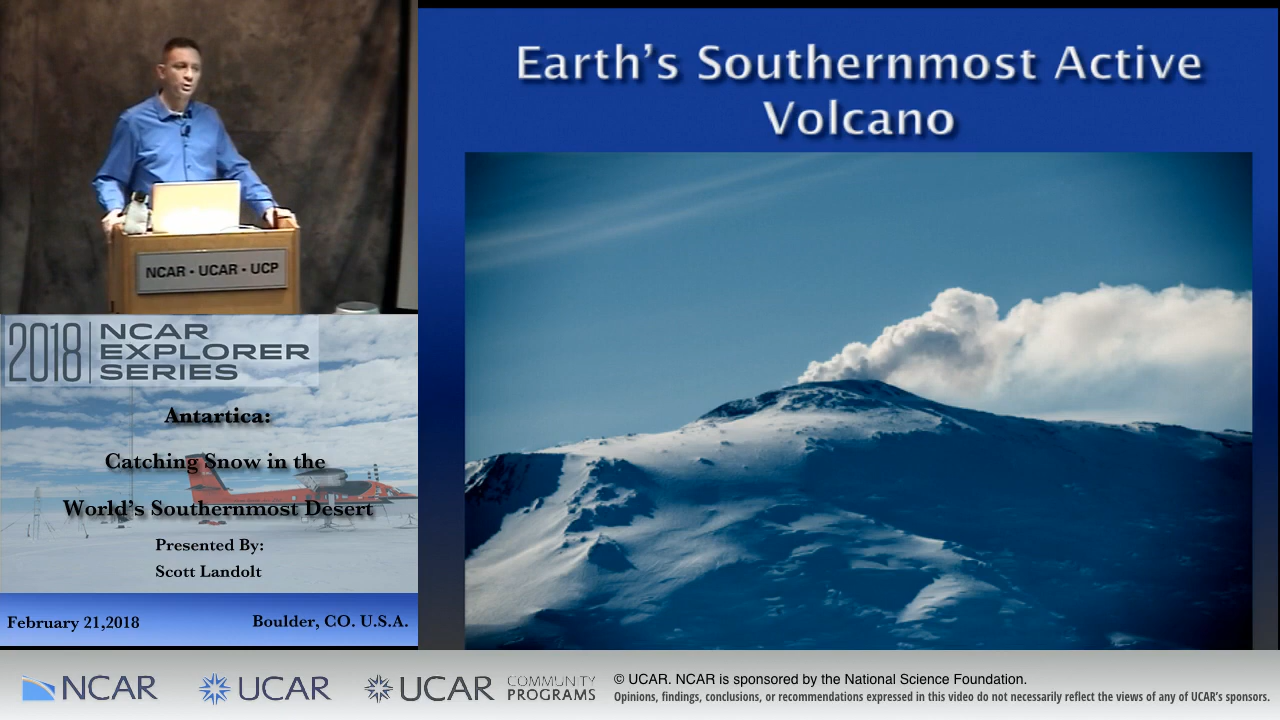 Earth's Southernmost Active
Volcano
NCAR • UCAR • UCP
2018 NCAR
EXPLORER
SERIES
Antartica:
Catching Snow in the
World's Southernmost Desert
Presented By:
Scott Landolt
February 21,2018
Boulder, CO. U.S.A.
NCAR
UCAR
UCAR COMMUNITY
PROGRAMS
© UCAR. NCAR is sponsored by the National Science Foundation.
Opinions, findings, conclusions, or recommendations expressed in this video do not necessarily reflect the views of any of UCAR's sponsors.